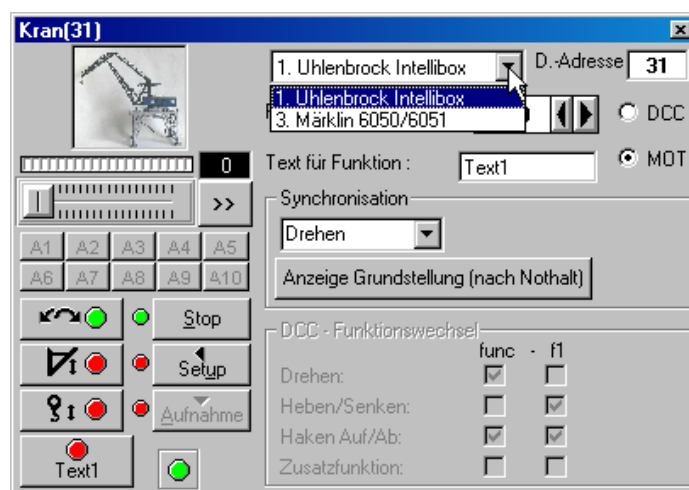 Kran(31)
1. Uhlenbrock Intellibox
D.-Adresse
31
1. Uhlenbrock Intellibox
3. Märklin 6050/6051
DCC
MOT
0
Text für Funktion :
Text1
>>
Synchronisation
Drehen
Anzeige Grundstellung (nach Nothalt)
A1 A2 A3 A4 A5
A6 A7 A8 A9 A10
Stop
Setup
Aufnahme
Text1
DCC - Funktionswechsel
func - f1
Drehen:
Heben/Senken:
Haken Auf/Ab:
Zusatzfunktion: